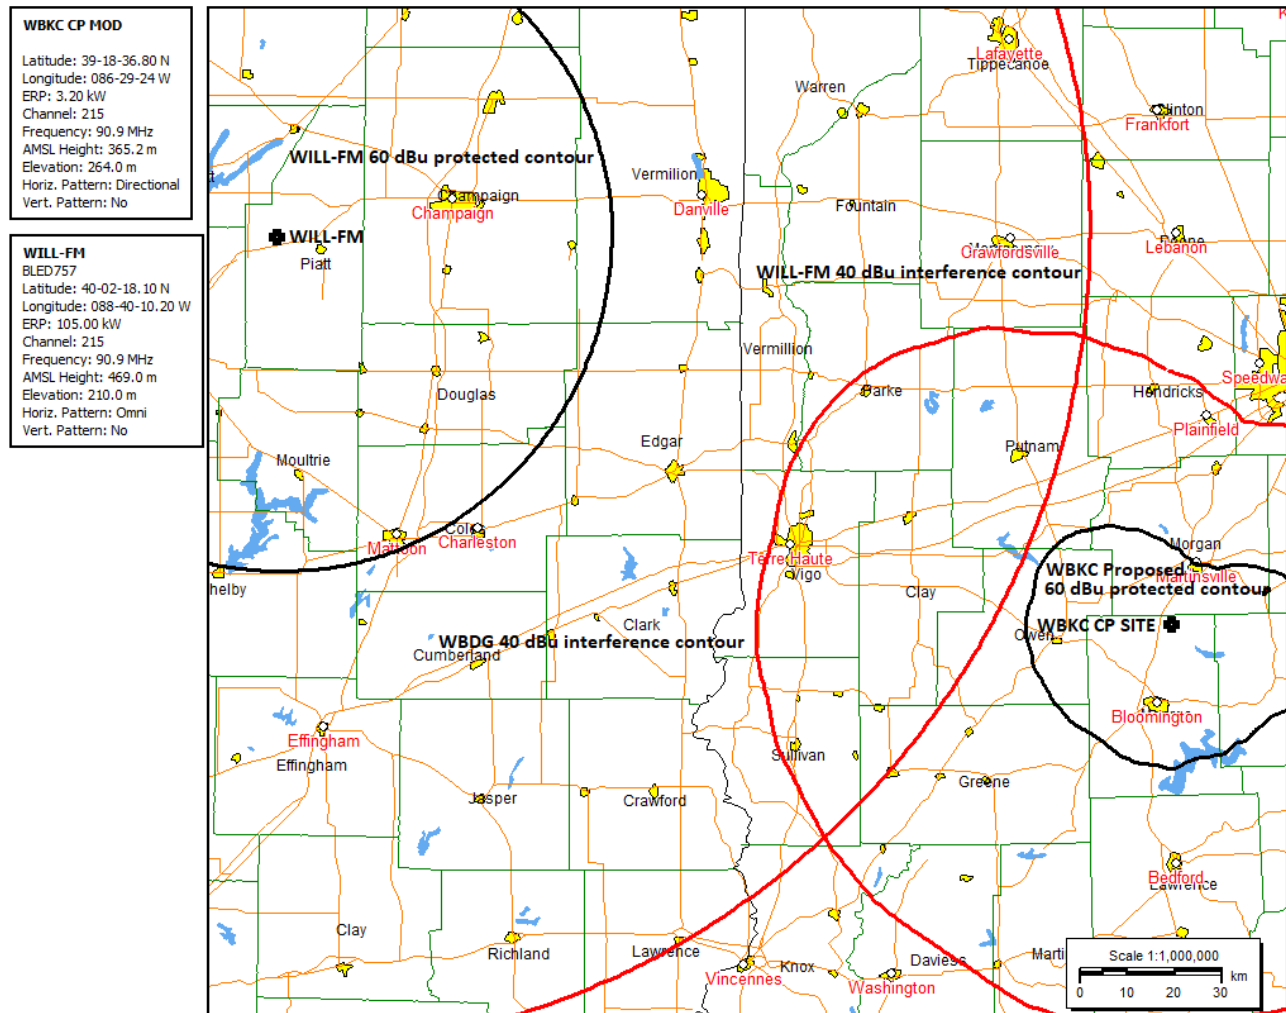 WBKC CP MOD
Latitude: 39-18-36.80 N
Longitude: 086-29-24 W
ERP: 3.20 kW
Channel: 215
Frequency: 90.9 MHz
AMSL Height: 365.2 m
Elevation: 264.0 m
Horiz. Pattern: Directional
Vert. Pattern: No
WILL-FM
BLED757
Latitude: 40-02-18.10 N
Longitude: 088-40-10.20 W
ERP: 105.00 kW
Channel: 215
Frequency: 90.9 MHz
AMSL Height: 469.0 m
Elevation: 210.0 m
Horiz. Pattern: Omni
Vert. Pattern: No
Lafayette
Tippecanoe
Warren
Clinton
Frankfort
WILL-FM 60 dBu protected contour
Vermilion
Champaign
Champaign
Danville
Fountain
WILL-FM
Piatt
Crawfordsville
Lebanon
WILL-FM 40 dBu interference contour
Vermillion
Speedwa
Douglas
Parke
Hendricks
Plainfield
Edgar
Putnam
Moultrie
Coles
Mattoon
Charleston
Terre Haute
Vigo
Morgan
Martinsville
WBKC Proposed
60 dBu protected contour
helby
Clay
Clark
WBKC CP SITE
Owen
WBDG 40 dBu interference contour
Cumberland
Bloomington
Effingham
Effingham
Sullivan
Greene
Jasper
Crawford
Bedford
Lawrence
Clay
Richland
Lawrence
Vincennes
Knox
Daviess
Washington
Marti
Scale 1:1,000,000
km
0 10 20 30